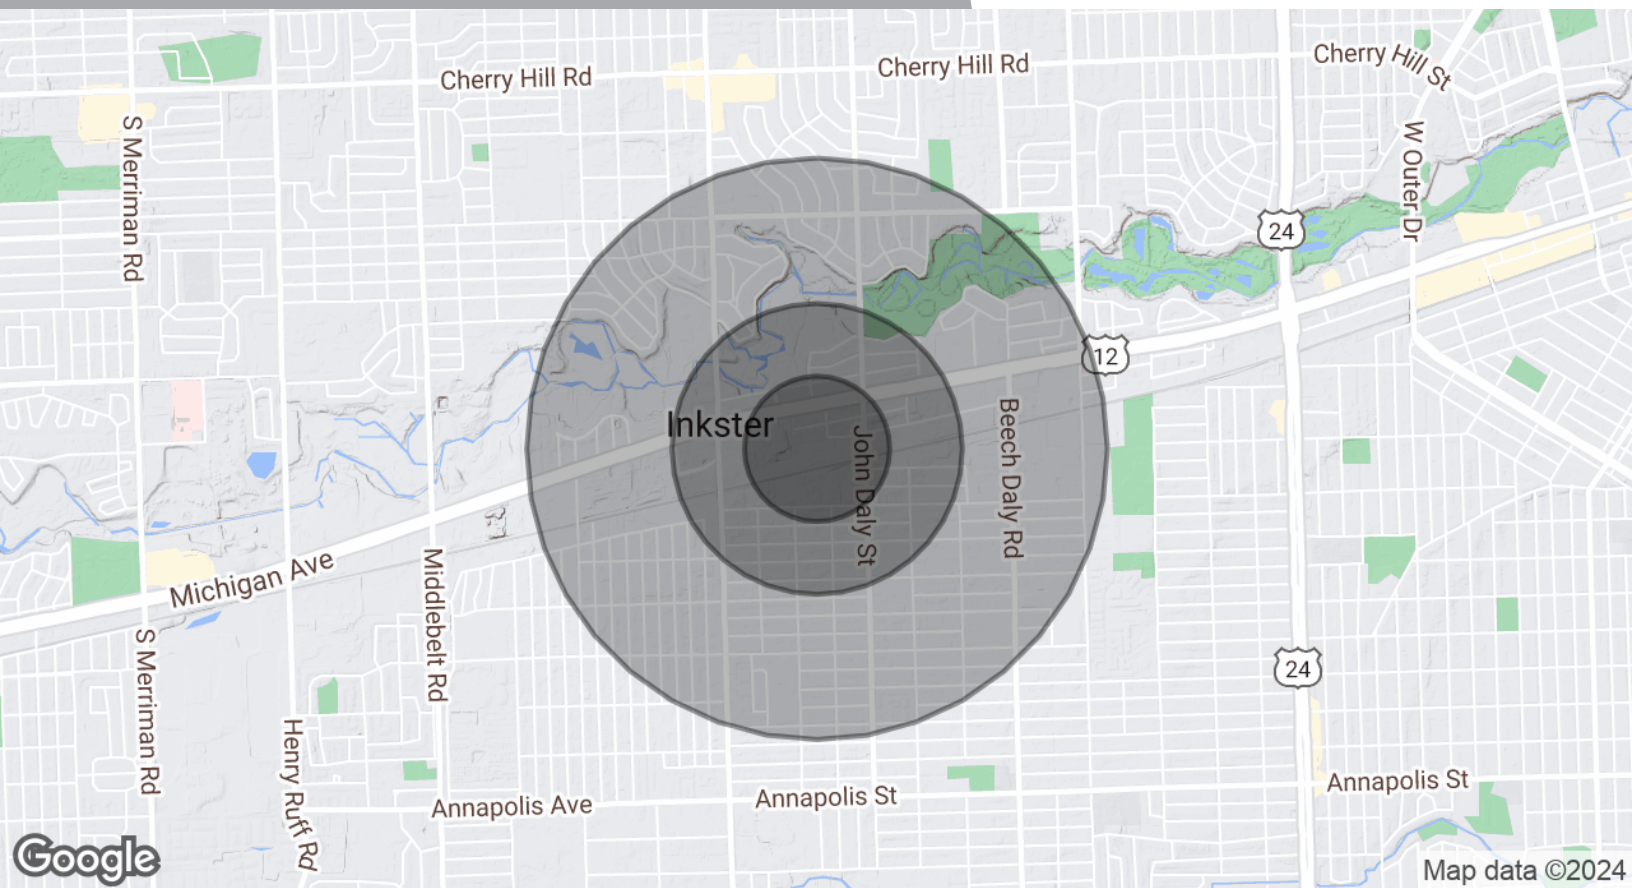 Cherry Hill Rd
Cherry Hill Rd
Cherry Hill St
S Merriman Rd
W Outer Dr
24
12
Inkster
John Daly St
Beech Daly Rd
Michigan Ave
Middlebelt Rd
S Merriman Rd
24
Henry Ruff Rd
Annapolis Ave
Annapolis St
Annapolis St
Google
Map data ©2024